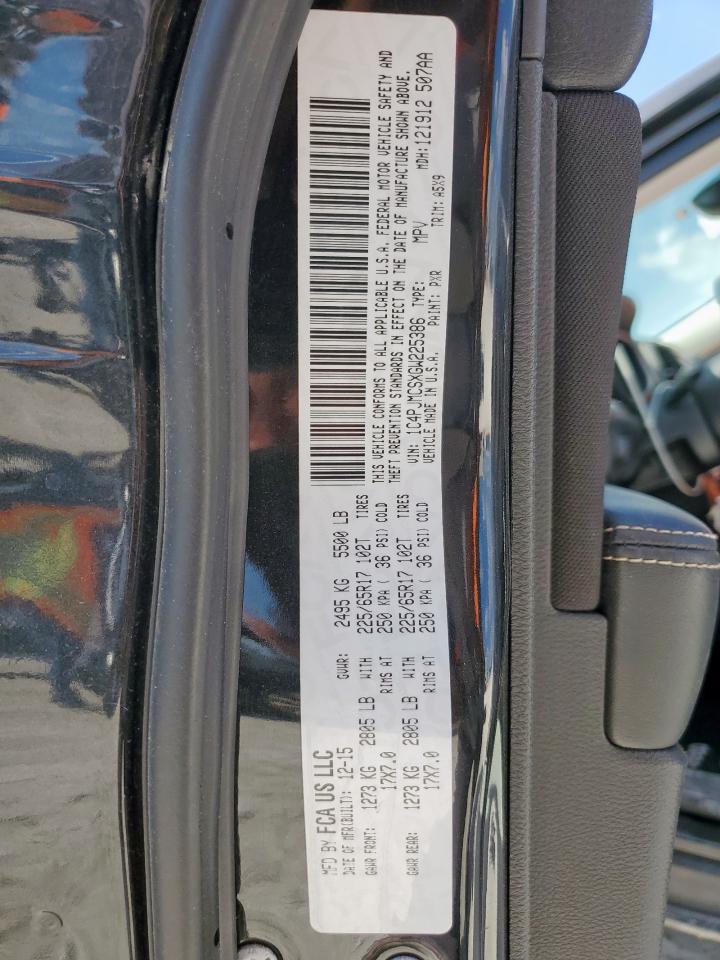 MFD BY FCA US LLC
DATE OF MFR(BUILT): 12-15 GVWR: 2495 KG 5500 LB
GAWR FRONT: 1273 KG 2805 LB WITH 225/65R17 102T TIRES
17X7.0 RIMS AT 250 KPA ( 36 PSI) COLD
GAWR REAR: 1273 KG 2805 LB WITH 225/65R17 102T TIRES
17X7.0 RIMS AT 250 KPA ( 36 PSI) COLD
THIS VEHICLE CONFORMS TO ALL APPLICABLE U.S.A. FEDERAL MOTOR VEHICLE SAFETY AND
THEFT PREVENTION STANDARDS IN EFFECT ON THE DATE OF MANUFACTURE SHOWN ABOVE.
VIN: 1C4PJMCSXGW225386 TYPE: MPV MDH:121912 507AA
VEHICLE MADE IN U.S.A. PAINT: PXR TRIM: A5X9